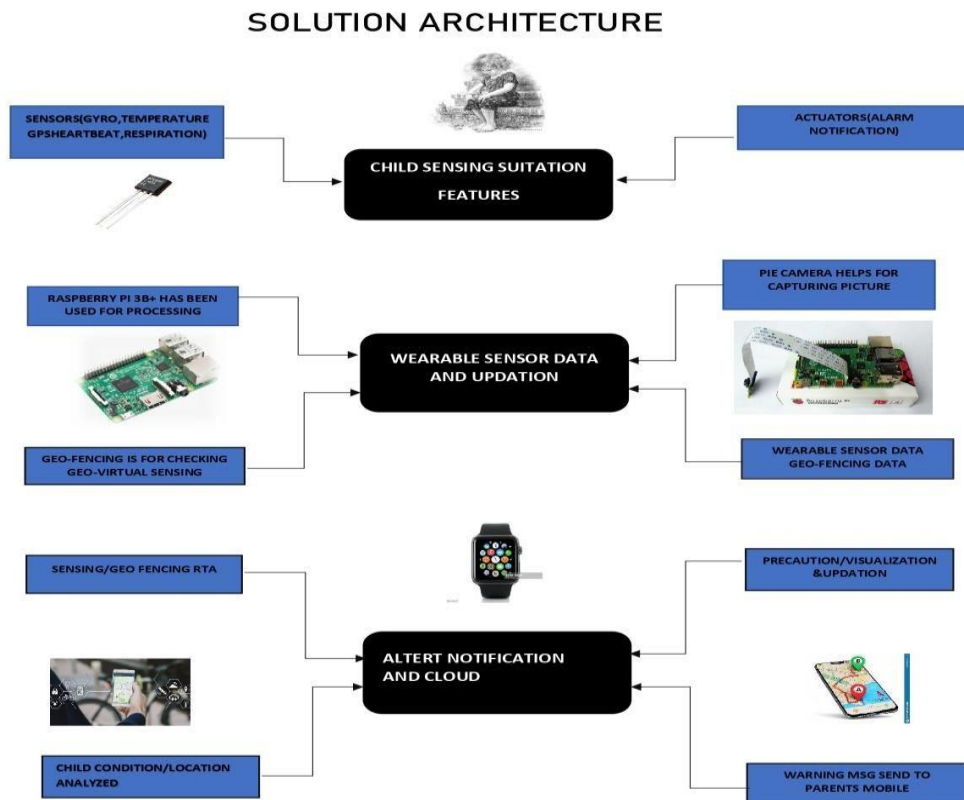 SOLUTION ARCHITECTURE
SENSORS(GYRO,TEMPERATURE
GPSHEARTBEAT,RESPIRATION)
ACTUATORS(ALARM
NOTIFICATION)
CHILD SENSING SUITATION
FEATURES
RASPBERRY PI 3B+ HAS BEEN
USED FOR PROCESSING
PIE CAMERA HELPS FOR
CAPTURING PICTURE
WEARABLE SENSOR DATA
AND UPDATION
GEO-FENCING IS FOR CHECKING
GEO-VIRTUAL SENSING
WEARABLE SENSOR DATA
GEO-FENCING DATA
SENSING/GEO FENCING RTA
PRECAUTION/VISUALIZATION
&UPDATION
ALTERT NOTIFICATION
AND CLOUD
B
A
CHILD CONDITION/LOCATION
ANALYZED
WARNING MSG SEND TO
PARENTS MOBILE